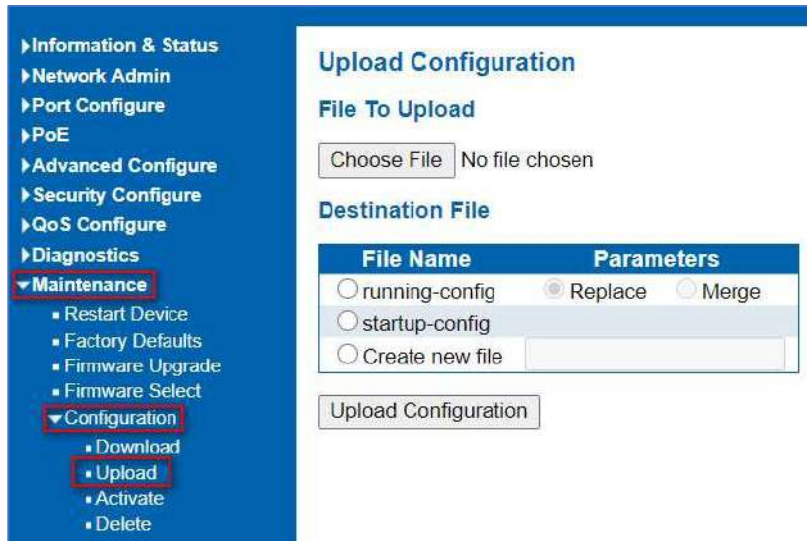 Information & Status
Network Admin
Port Configure
PoE
Advanced Configure
Security Configure
QoS Configure
Diagnostics
Maintenance
Restart Device
Factory Defaults
Firmware Upgrade
Firmware Select
Configuration
Download
Upload
Activate
Delete
Upload Configuration
File To Upload
Choose File No file chosen
Destination File
File Name Parameters
running-config Replace Merge
startup-config
Create new file
Upload Configuration